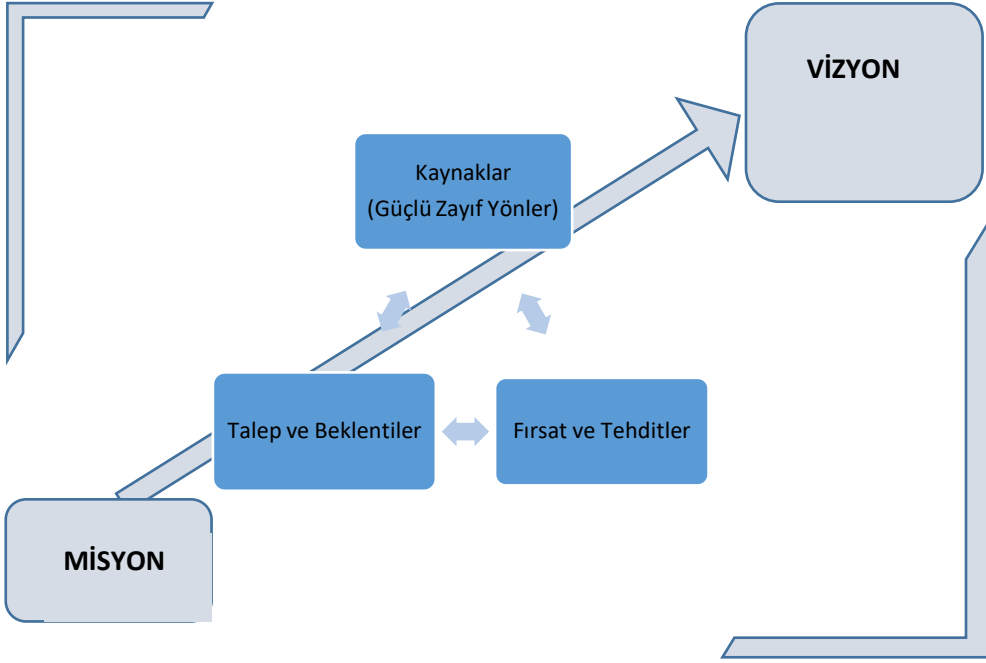 VİZYON
Kaynaklar
(Güçlü Zayıf Yönler)
Talep ve Beklentiler
Fırsat ve Tehditler
MİSYON